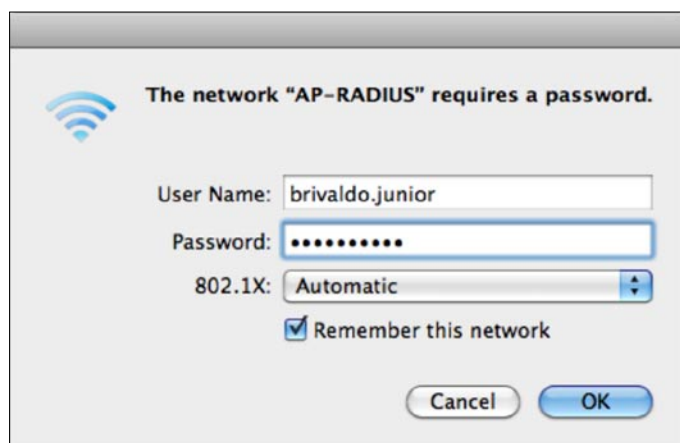 The network “AP-RADIUS” requires a password.
User Name: brivaldo.junior
Password: ••••••••••
802.1X: Automatic
Remember this network
Cancel OK